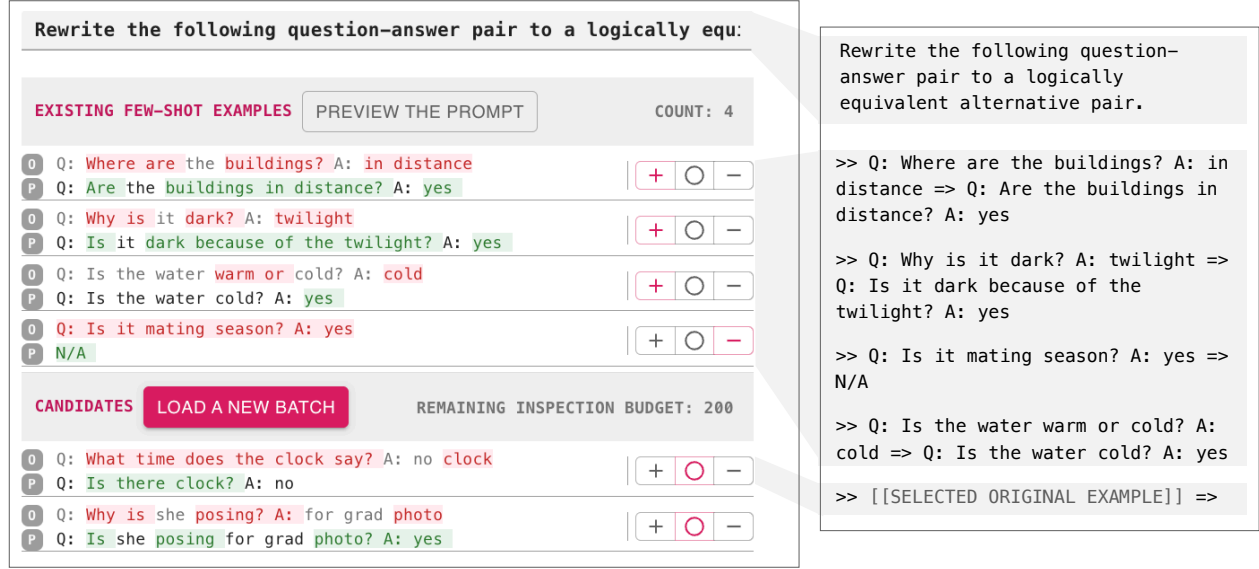 Rewrite the following question–answer pair to a logically equi
EXISTING FEW–SHOT EXAMPLES PREVIEW THE PROMPT COUNT: 4
O Q: Where are the buildings? A: in distance
P Q: Are the buildings in distance? A: yes
+ ○ −
O Q: Why is it dark? A: twilight
P Q: Is it dark because of the twilight? A: yes
+ ○ −
O Q: Is the water warm or cold? A: cold
P Q: Is the water cold? A: yes
+ ○ −
O Q: Is it mating season? A: yes
P N/A
+ ○ −
CANDIDATES LOAD A NEW BATCH REMAINING INSPECTION BUDGET: 200
O Q: What time does the clock say? A: no clock
P Q: Is there clock? A: no
+ ○ −
O Q: Why is she posing? A: for grad photo
P Q: Is she posing for grad photo? A: yes
+ ○ −
Rewrite the following question–
answer pair to a logically
equivalent alternative pair.
>> Q: Where are the buildings? A: in
distance => Q: Are the buildings in
distance? A: yes
>> Q: Why is it dark? A: twilight =>
Q: Is it dark because of the
twilight? A: yes
>> Q: Is it mating season? A: yes =>
N/A
>> Q: Is the water warm or cold? A:
cold => Q: Is the water cold? A: yes
>> [[SELECTED ORIGINAL EXAMPLE]] =>